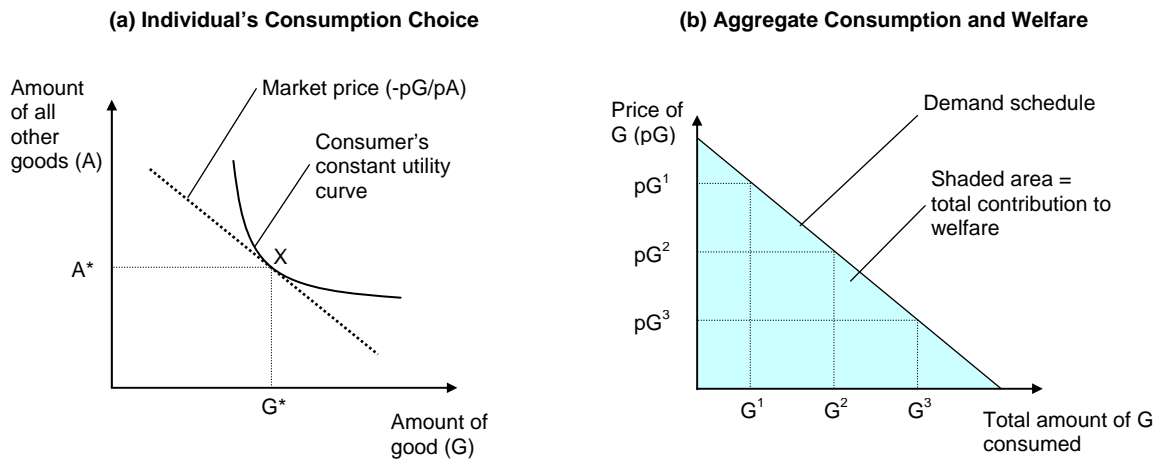 (a) Individual's Consumption Choice
Amount
of all
other
goods (A)
Market price (-pG/pA)
Consumer's
constant utility
curve
X
A*
G*
Amount of
good (G)
(b) Aggregate Consumption and Welfare
Price of
G (pG)
Demand schedule
Shaded area =
total contribution to
welfare
pG¹
pG²
pG³
G¹ G² G³
Total amount of G
consumed